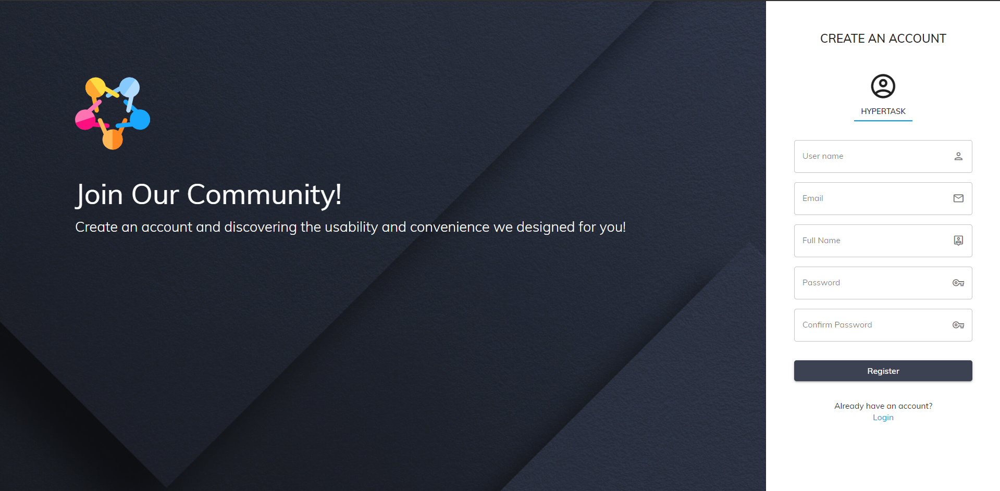 Join Our Community!
Create an account and discovering the usability and convenience we designed for you!
CREATE AN ACCOUNT
HYPERTASK
User name
Email
Full Name
Password
Confirm Password
Register
Already have an account?
Login